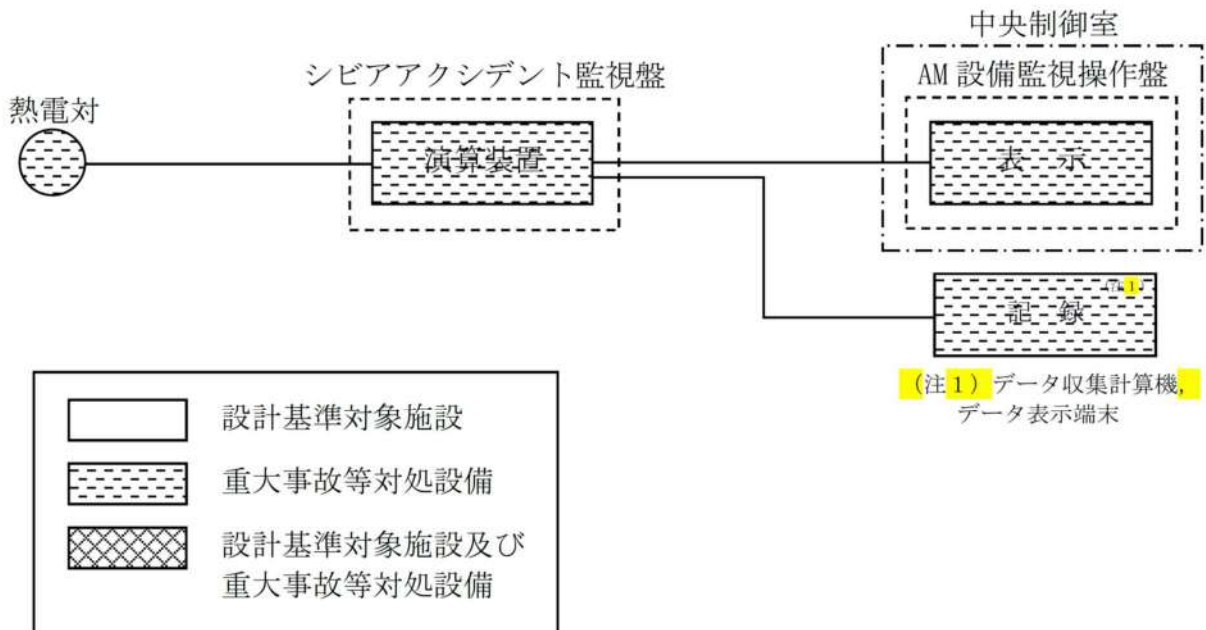 中央制御室
シビアアクシデント監視盤
AM 設備監視操作盤
熱電対
演算装置
表 示
記 録
(注1)
(注1)データ収集計算機,
データ表示端末
設計基準対象施設
重大事故等対処設備
設計基準対象施設及び
重大事故等対処設備